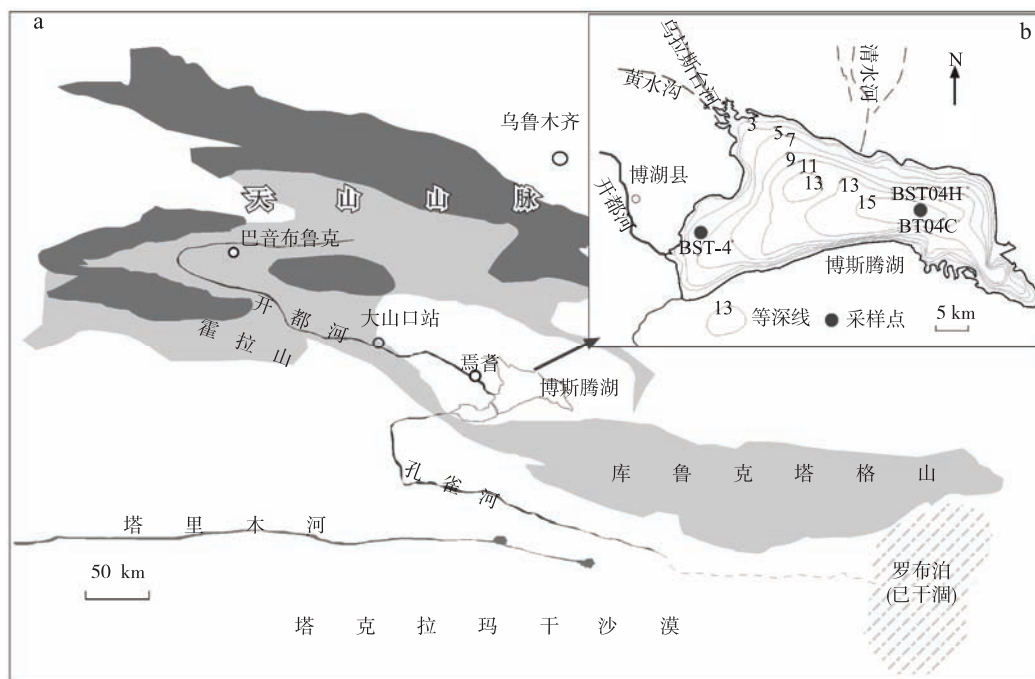 a
乌鲁木齐
天山山脉
巴音布鲁克
开都河
大山口站
霍拉山
焉耆
博斯腾湖
孔雀河
库鲁克塔格山
塔里木河
罗布泊
(已干涸)
50 km
塔克拉玛干沙漠
b
乌拉斯台河
黄水沟
清水河
N
3
5
7
9
11
13
13
15
博湖县
开都河
BST04H
BT04C
BST-4
博斯腾湖
13
等深线
采样点
5 km